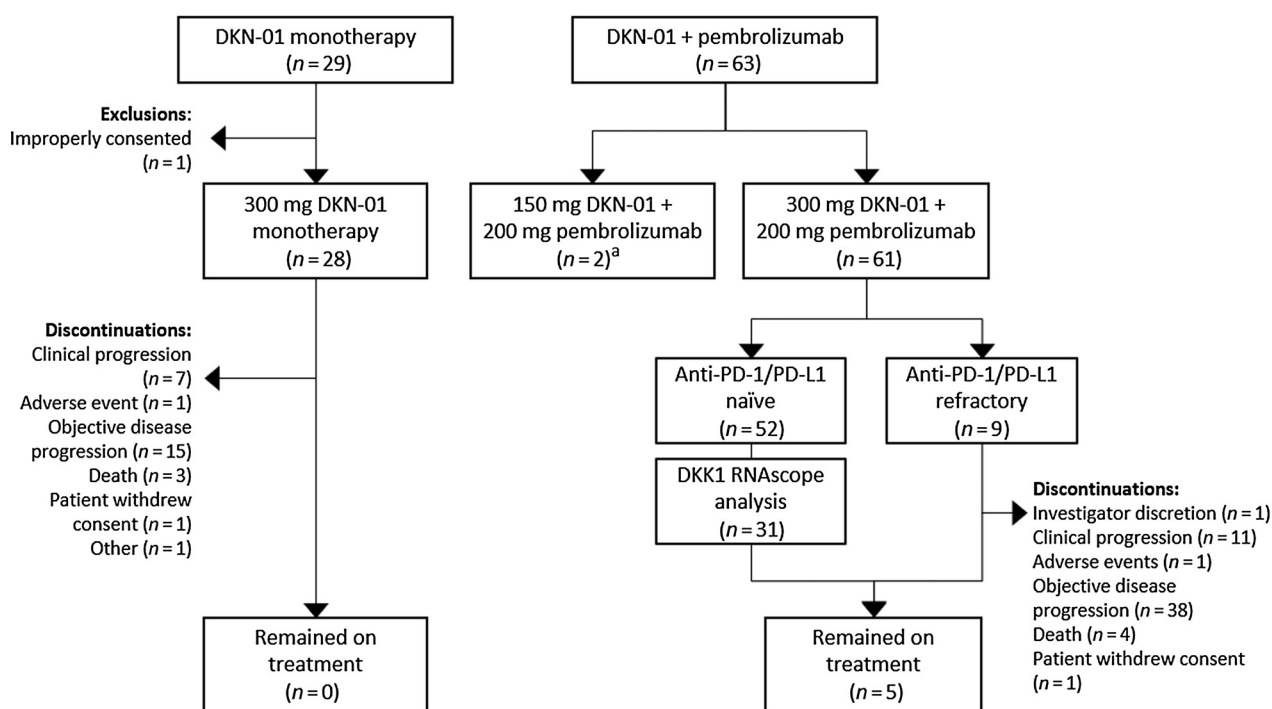 DKN-01 monotherapy
(n = 29)
DKN-01 + pembrolizumab
(n = 63)
Exclusions:
Improperly consented
(n = 1)
300 mg DKN-01
monotherapy
(n = 28)
150 mg DKN-01 +
200 mg pembrolizumab
(n = 2)a
300 mg DKN-01 +
200 mg pembrolizumab
(n = 61)
Discontinuations:
Clinical progression
(n = 7)
Adverse event (n = 1)
Objective disease
progression (n = 15)
Death (n = 3)
Patient withdrew
consent (n = 1)
Other (n = 1)
Anti-PD-1/PD-L1
naïve
(n = 52)
Anti-PD-1/PD-L1
refractory
(n = 9)
DKK1 RNAscope
analysis
(n = 31)
Discontinuations:
Investigator discretion (n = 1)
Clinical progression (n = 11)
Adverse events (n = 1)
Objective disease
progression (n = 38)
Death (n = 4)
Patient withdrew consent
(n = 1)
Remained on
treatment
(n = 0)
Remained on
treatment
(n = 5)